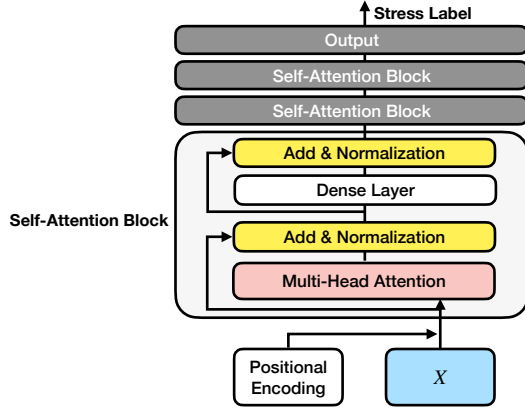 Stress Label
Output
Self-Attention Block
Self-Attention Block
Add & Normalization
Dense Layer
Self-Attention Block
Add & Normalization
Multi-Head Attention
Positional
Encoding
X